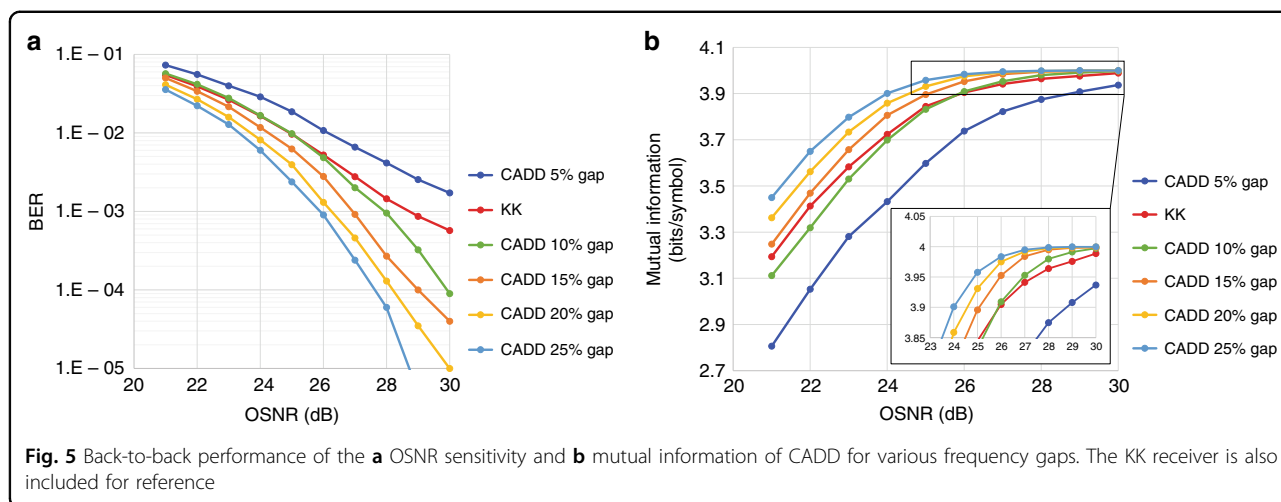 a
1.E – 01
1.E – 02
1.E – 03
1.E – 04
1.E – 05
BER
20 22 24 26 28 30
OSNR (dB)
CADD 5% gap
KK
CADD 10% gap
CADD 15% gap
CADD 20% gap
CADD 25% gap
b
4.1
3.9
3.7
3.5
3.3
3.1
2.9
2.7
Mutual information
(bits/symbol)
20 22 24 26 28 30
OSNR (dB)
4.05
4
3.95
3.9
3.85
23 24 25 26 27 28 29 30
CADD 5% gap
KK
CADD 10% gap
CADD 15% gap
CADD 20% gap
CADD 25% gap
Fig. 5 Back-to-back performance of the a OSNR sensitivity and b mutual information of CADD for various frequency gaps. The KK receiver is also
included for reference